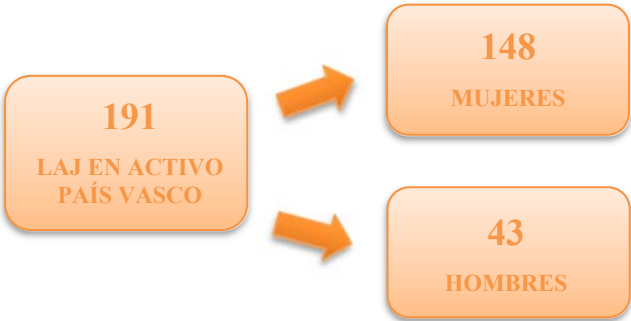 191
LAJ EN ACTIVO
PAÍS VASCO
148
MUJERES
43
HOMBRES